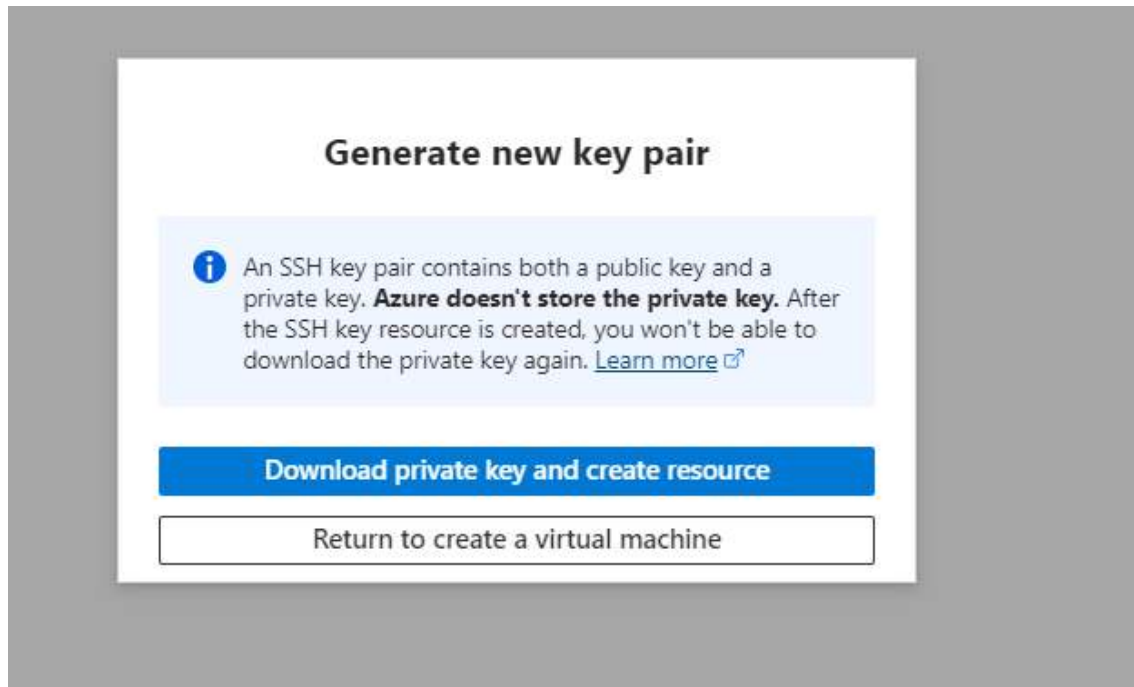 Generate new key pair
An SSH key pair contains both a public key and a
private key. Azure doesn't store the private key. After
the SSH key resource is created, you won't be able to
download the private key again. Learn more
Download private key and create resource
Return to create a virtual machine